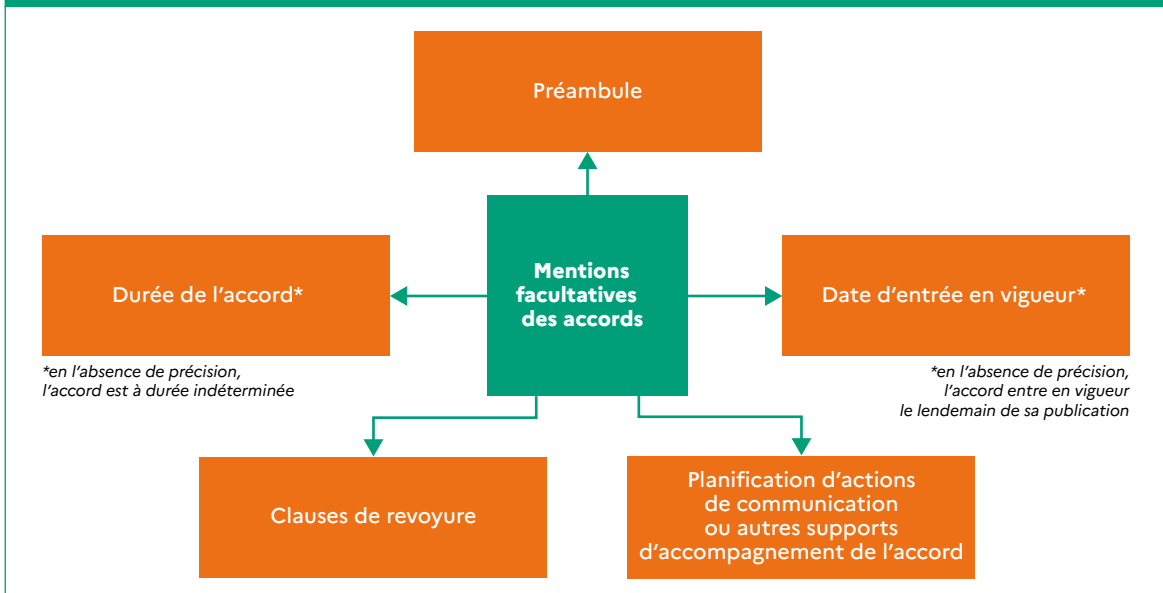 Préambule
Mentions
facultatives
des accords
Durée de l'accord*
*en l'absence de précision,
l'accord est à durée indéterminée
Date d'entrée en vigueur*
*en l'absence de précision,
l'accord entre en vigueur
le lendemain de sa publication
Clauses de revoyure
Planification d'actions
de communication
ou autres supports
d'accompagnement de l'accord